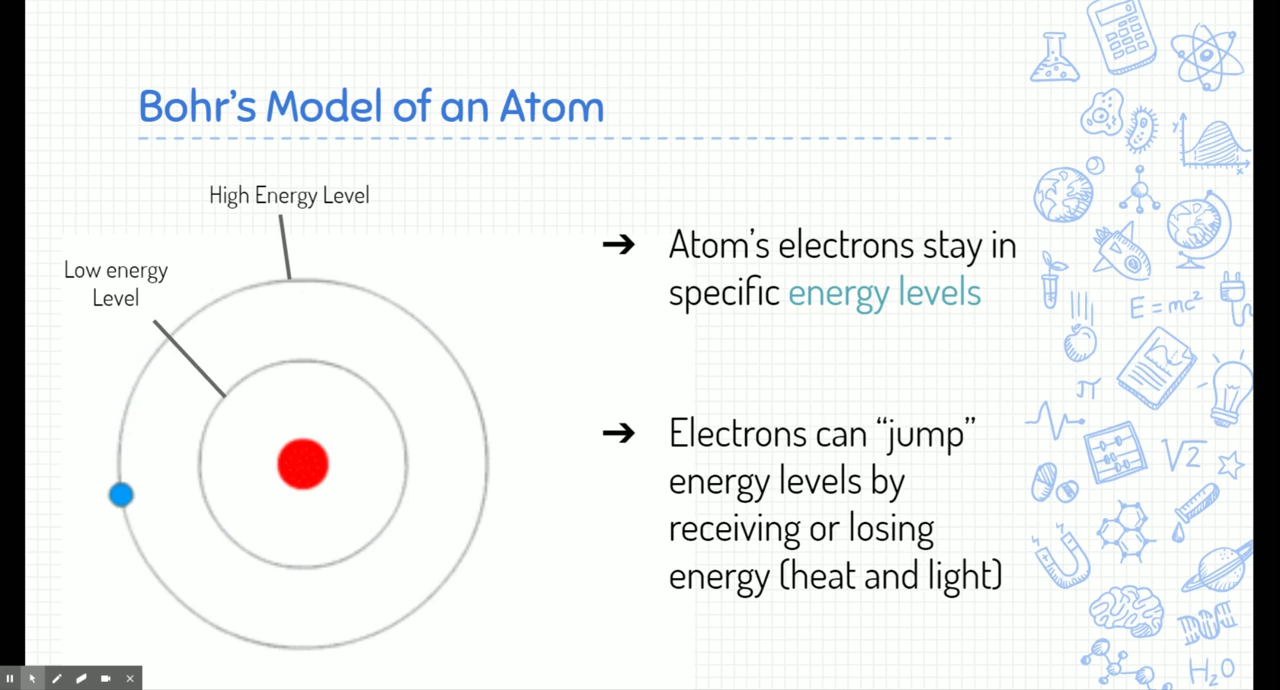 Bohr's Model of an Atom
High Energy Level
Low energy
Level
➔ Atom's electrons stay in
specific energy levels
➔ Electrons can “jump”
energy levels by
receiving or losing
energy (heat and light)
y
x
E = mc²
π
√2
H₂O